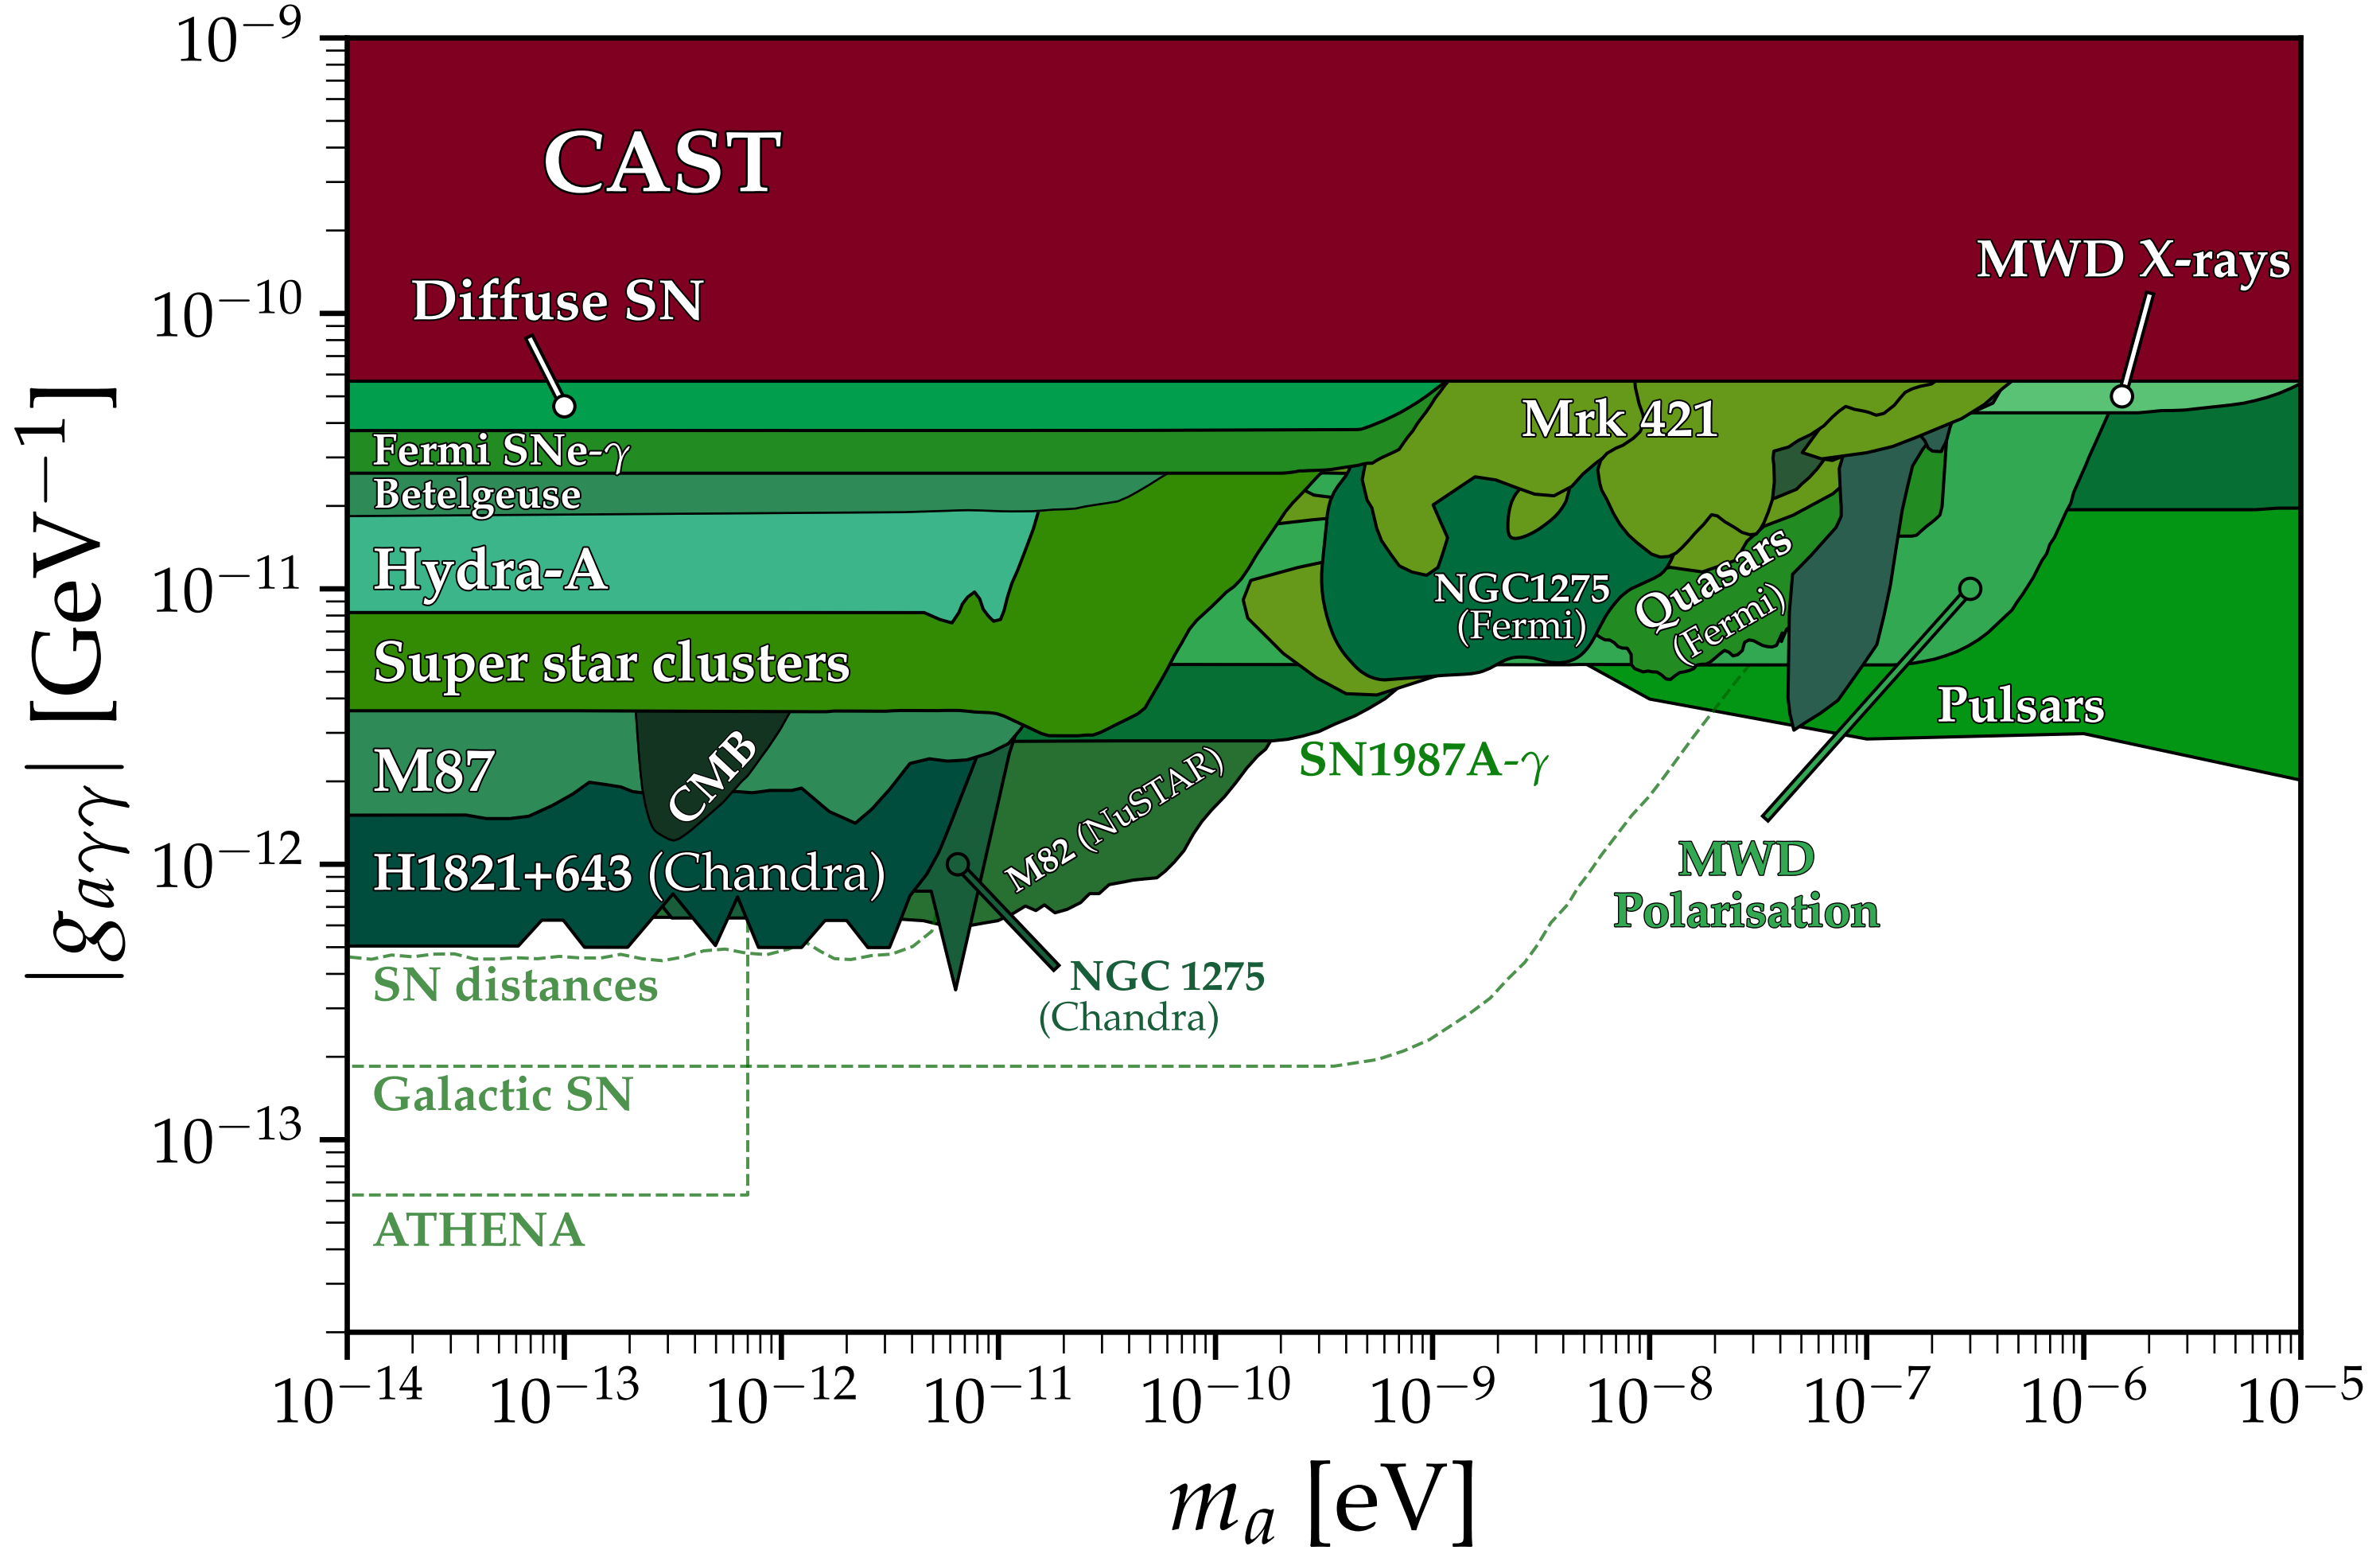 10⁻⁹
CAST
MWD X-rays
Diffuse SN
10⁻¹⁰
Mrk 421
Fermi SNe-γ
Betelgeuse
Hydra-A
10⁻¹¹
NGC1275
(Fermi)
Quasars
(Fermi)
Super star clusters
Pulsars
M87
CMB
SN1987A-γ
M82 (NuSTAR)
10⁻¹²
H1821+643 (Chandra)
MWD
Polarisation
SN distances
NGC 1275
(Chandra)
Galactic SN
10⁻¹³
ATHENA
|g_{aγγ}| [GeV⁻¹]
10⁻¹⁴ 10⁻¹³ 10⁻¹² 10⁻¹¹ 10⁻¹⁰ 10⁻⁹ 10⁻⁸ 10⁻⁷ 10⁻⁶ 10⁻⁵
mₐ [eV]